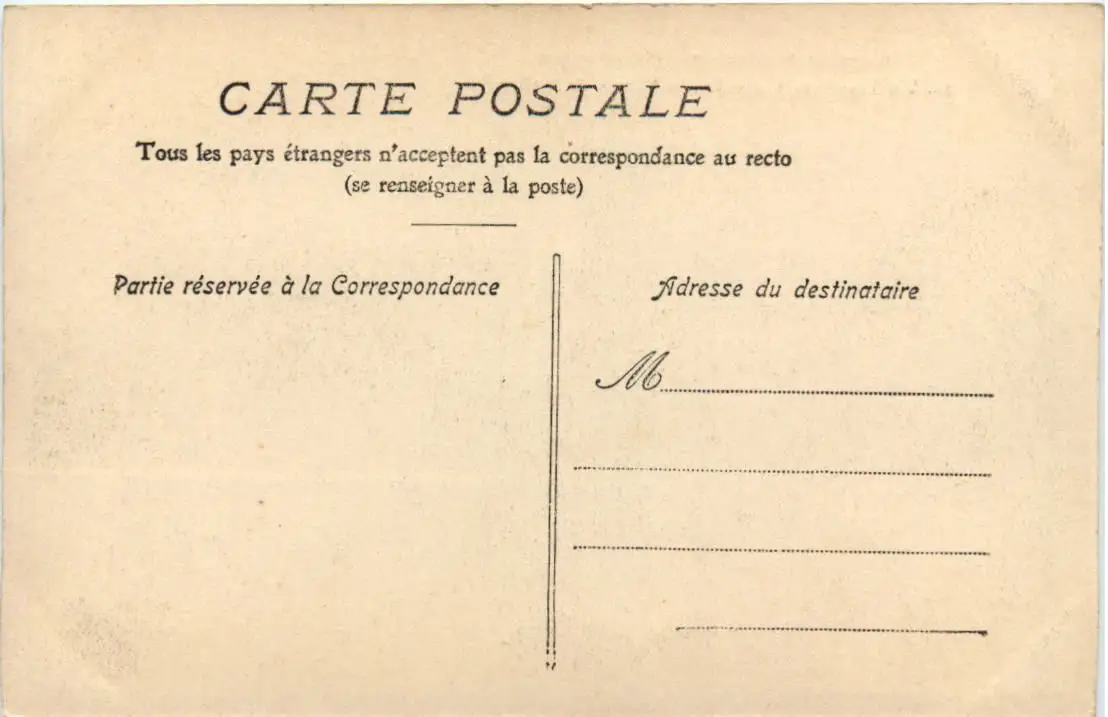 CARTE POSTALE
Tous les pays étrangers n'acceptent pas la correspondance au recto
(se renseigner à la poste)
Partie réservée à la Correspondance
Adresse du destinataire
M